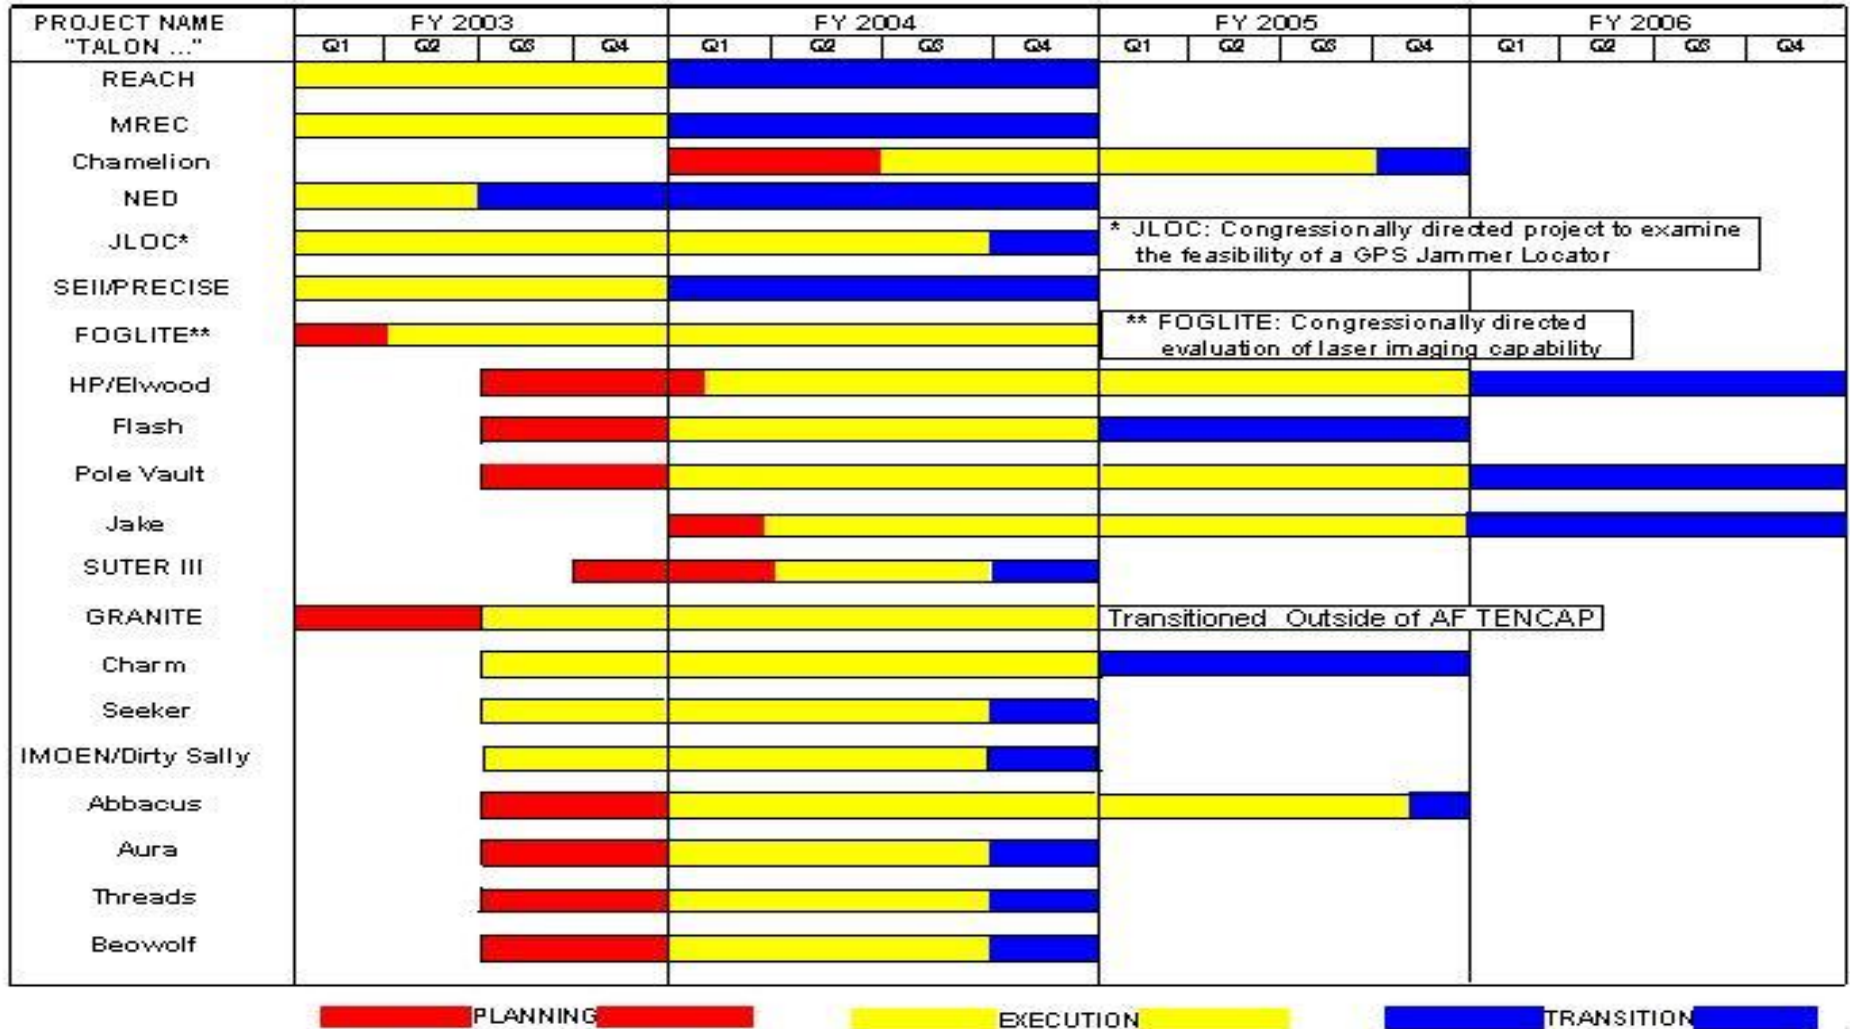 PROJECT NAME
"TALON ..."
FY 2003
FY 2004
FY 2005
FY 2006
Q1 Q2 Q3 Q4 Q1 Q2 Q3 Q4 Q1 Q2 Q3 Q4 Q1 Q2 Q3 Q4
REACH
MREC
Chamelion
NED
JLOC*
* JLOC: Congressionally directed project to examine
the feasibility of a GPS Jammer Locator
SEII/PRECISE
FOGLITE**
** FOGLITE: Congressionally directed
evaluation of laser imaging capability
HP/Elwood
Flash
Pole Vault
Jake
SUTER III
GRANITE
Transitioned Outside of AF TENCAP
Charm
Seeker
IMOEN/Dirty Sally
Abbacus
Aura
Threads
Beowolf
PLANNING
EXECUTION
TRANSITION